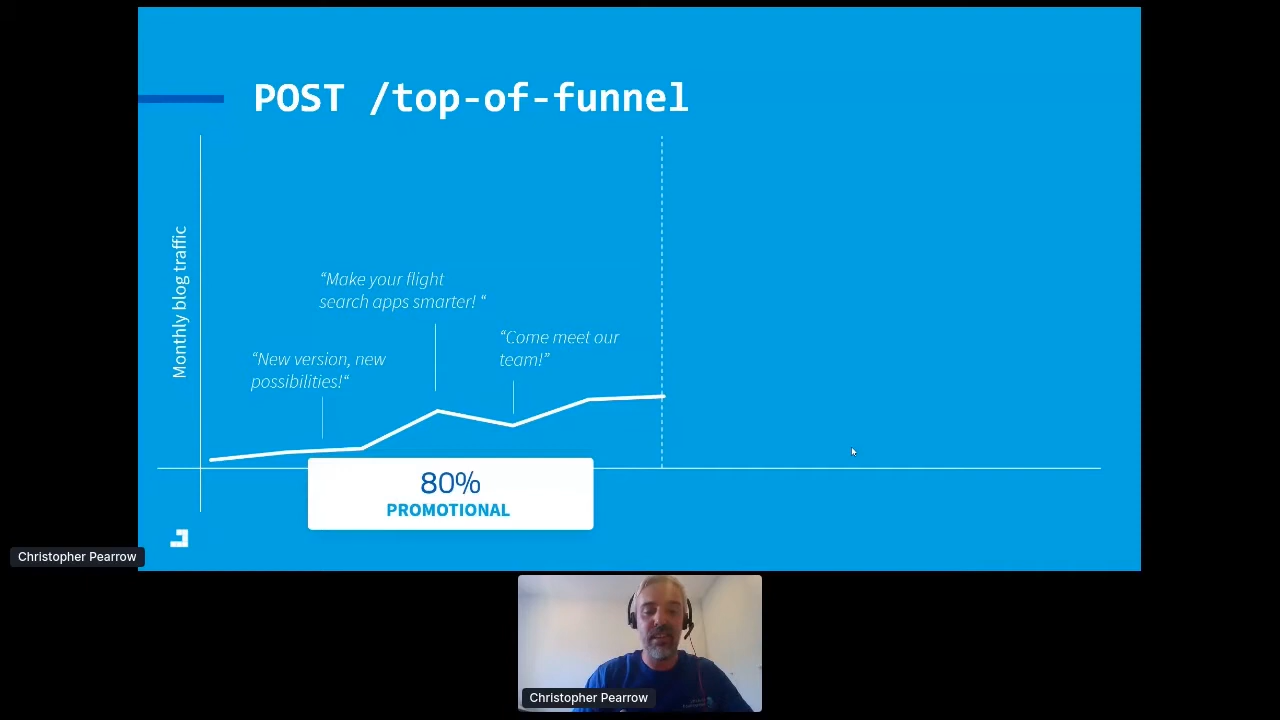 POST /top-of-funnel
Monthly blog traffic
“Make your flight
search apps smarter! “
“Come meet our
team!”
“New version, new
possibilities!“
80%
PROMOTIONAL
Christopher Pearrow
Christopher Pearrow